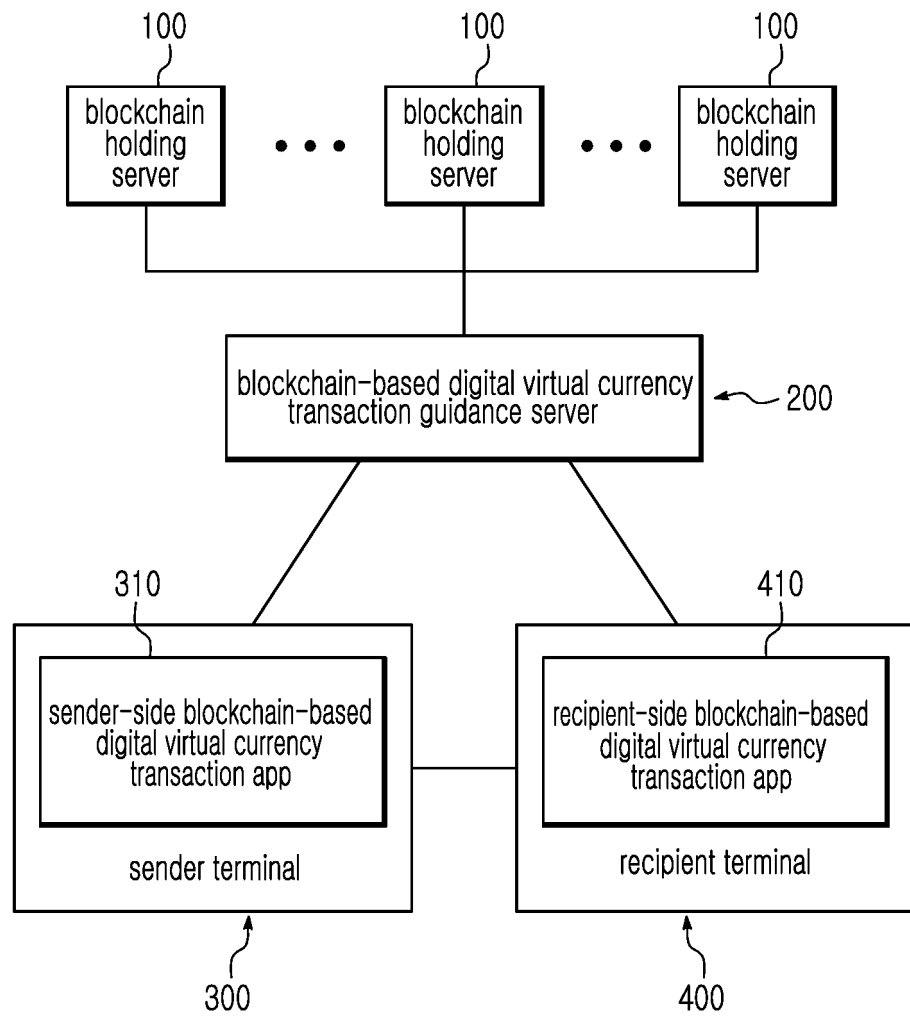 100
100
100
blockchain
holding
server
blockchain
holding
server
blockchain
holding
server
blockchain-based digital virtual currency
transaction guidance server
200
310
410
sender-side blockchain-based
digital virtual currency
transaction app
recipient-side blockchain-based
digital virtual currency
transaction app
sender terminal
recipient terminal
300
400